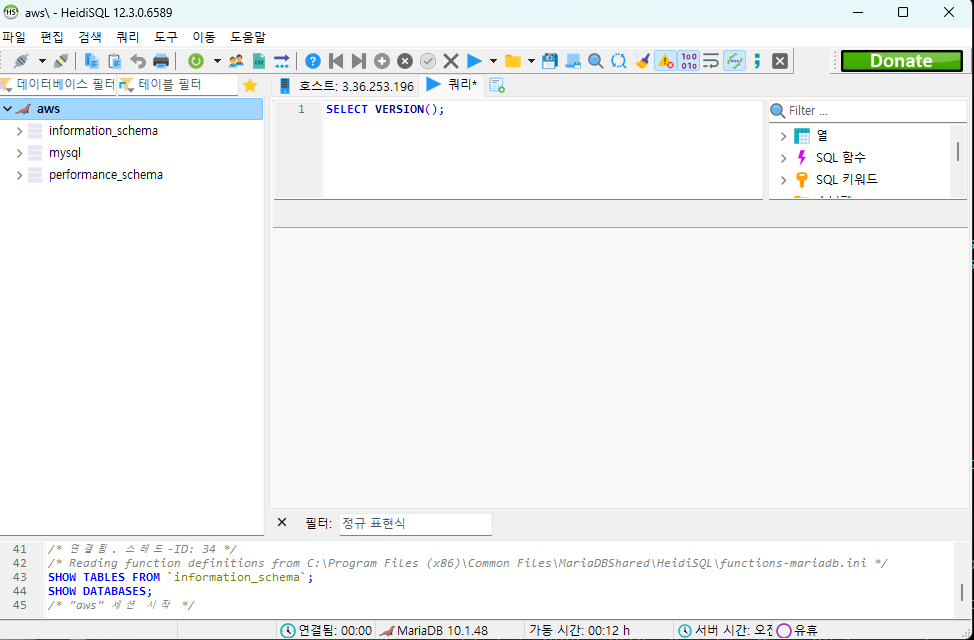 aws\ - HeidiSQL 12.3.0.6589
파일 편집 검색 쿼리 도구 이동 도움말
Donate
데이터베이스 필터 테이블 필터
호스트: 3.36.253.196 쿼리*
aws
information_schema
mysql
performance_schema
1 SELECT VERSION();
Filter ...
열
SQL 함수
SQL 키워드
필터: 정규 표현식
41 /* 연결됨. 스레드-ID: 34 */
42 /* Reading function definitions from C:\Program Files (x86)\Common Files\MariaDBShared\HeidiSQL\functions-mariadb.ini */
43 SHOW TABLES FROM `information_schema`;
44 SHOW DATABASES;
45 /* "aws" 세션 시작 */
연결됨: 00:00 MariaDB 10.1.48 가동 시간: 00:12 h 서버 시간: 오전 유휴